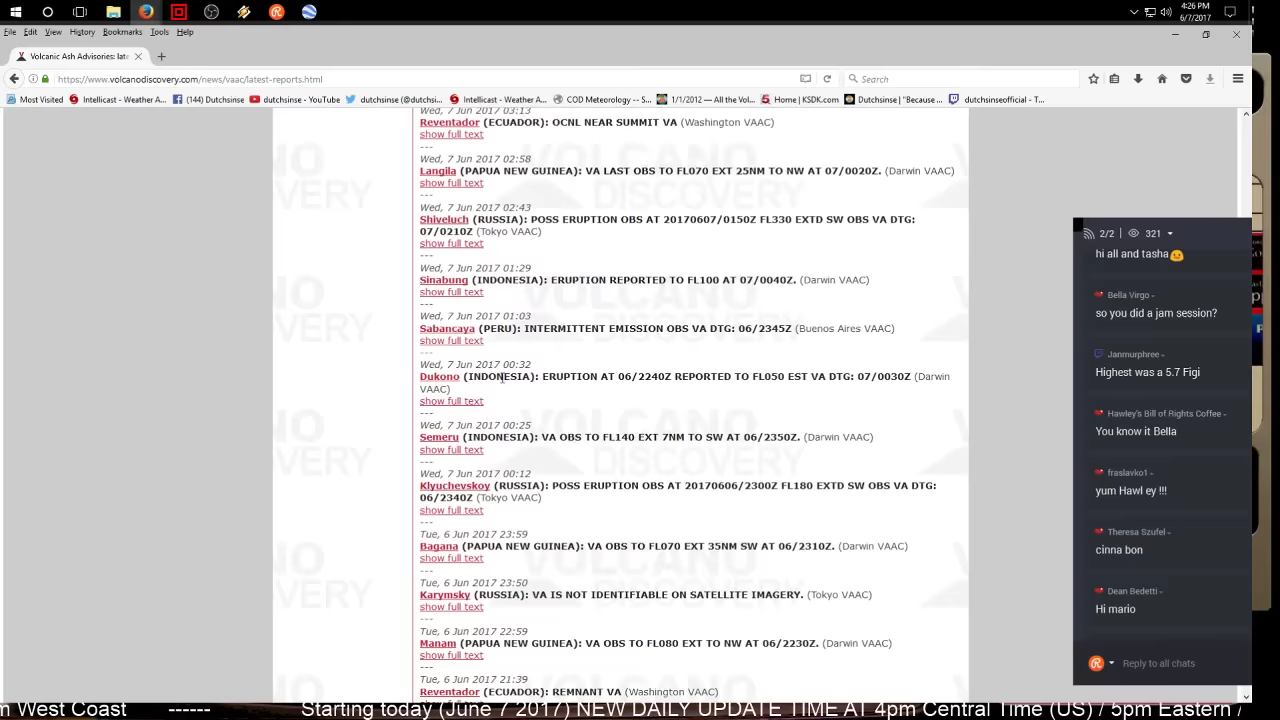 4:26 PM
6/7/2017
File Edit View History Bookmarks Tools Help
Volcanic Ash Advisories: late
https://www.volcanodiscovery.com/news/vaac/latest-reports.html
Search
Most Visited Intellicast - Weather A... (144) Dutchsinse dutchsinse - YouTube dutchsinse (@dutchsi... Intellicast - Weather A... COD Meteorology -- S... 1/1/2012 — All the Vol... Home | KSDK.com Dutchsinse | "Because ... dutchsinseofficial - T...
Wed, 7 Jun 2017 03:13
Reventador (ECUADOR): OCNL NEAR SUMMIT VA (Washington VAAC)
show full text
---
Wed, 7 Jun 2017 02:58
Langila (PAPUA NEW GUINEA): VA LAST OBS TO FL070 EXT 25NM TO NW AT 07/0020Z. (Darwin VAAC)
show full text
---
Wed, 7 Jun 2017 02:43
Shiveluch (RUSSIA): POSS ERUPTION OBS AT 20170607/0150Z FL330 EXTD SW OBS VA DTG:
07/0210Z (Tokyo VAAC)
show full text
---
Wed, 7 Jun 2017 01:29
Sinabung (INDONESIA): ERUPTION REPORTED TO FL100 AT 07/0040Z. (Darwin VAAC)
show full text
---
Wed, 7 Jun 2017 01:03
Sabancaya (PERU): INTERMITTENT EMISSION OBS VA DTG: 06/2345Z (Buenos Aires VAAC)
show full text
---
Wed, 7 Jun 2017 00:32
Dukono (INDONESIA): ERUPTION AT 06/2240Z REPORTED TO FL050 EST VA DTG: 07/0030Z (Darwin
VAAC)
show full text
---
Wed, 7 Jun 2017 00:25
Semeru (INDONESIA): VA OBS TO FL140 EXT 7NM TO SW AT 06/2350Z. (Darwin VAAC)
show full text
---
Wed, 7 Jun 2017 00:12
Klyuchevskoy (RUSSIA): POSS ERUPTION OBS AT 20170606/2300Z FL180 EXTD SW OBS VA DTG:
06/2340Z (Tokyo VAAC)
show full text
---
Tue, 6 Jun 2017 23:59
Bagana (PAPUA NEW GUINEA): VA OBS TO FL070 EXT 35NM SW AT 06/2310Z. (Darwin VAAC)
show full text
---
Tue, 6 Jun 2017 23:50
Karymsky (RUSSIA): VA IS NOT IDENTIFIABLE ON SATELLITE IMAGERY. (Tokyo VAAC)
show full text
---
Tue, 6 Jun 2017 22:59
Manam (PAPUA NEW GUINEA): VA OBS TO FL080 EXT TO NW AT 06/2230Z. (Darwin VAAC)
show full text
---
Tue, 6 Jun 2017 21:39
Reventador (ECUADOR): REMNANT VA (Washington VAAC)
2/2 | 321
hi all and tasha
Bella Virgo
so you did a jam session?
Janmurphree
Highest was a 5.7 Figi
Hawley's Bill of Rights Coffee
You know it Bella
fraslavko1
yum Hawl ey !!!
Theresa Szufel
cinna bon
Dean Bedetti
Hi mario
Reply to all chats
m West Coast ------ Starting today (June 7 2017) NEW DAILY UPDATE TIME AT 4pm Central Time (US) / 5pm Eastern /